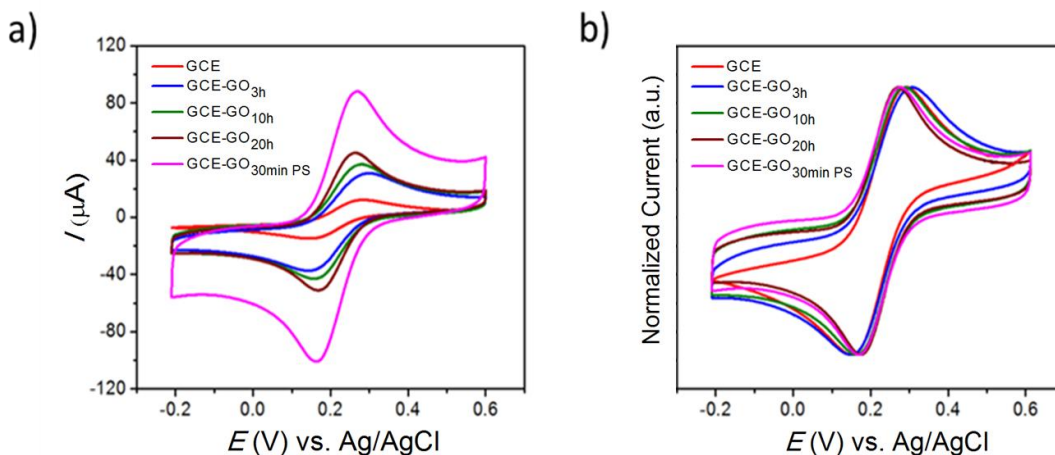 a)
I (μA)
120
80
40
0
-40
-80
-120
GCE
GCE-GO3h
GCE-GO10h
GCE-GO20h
GCE-GO30min PS
-0.2 0.0 0.2 0.4 0.6
E (V) vs. Ag/AgCl
b)
Normalized Current (a.u.)
GCE
GCE-GO3h
GCE-GO10h
GCE-GO20h
GCE-GO30min PS
-0.2 0.0 0.2 0.4 0.6
E (V) vs. Ag/AgCl